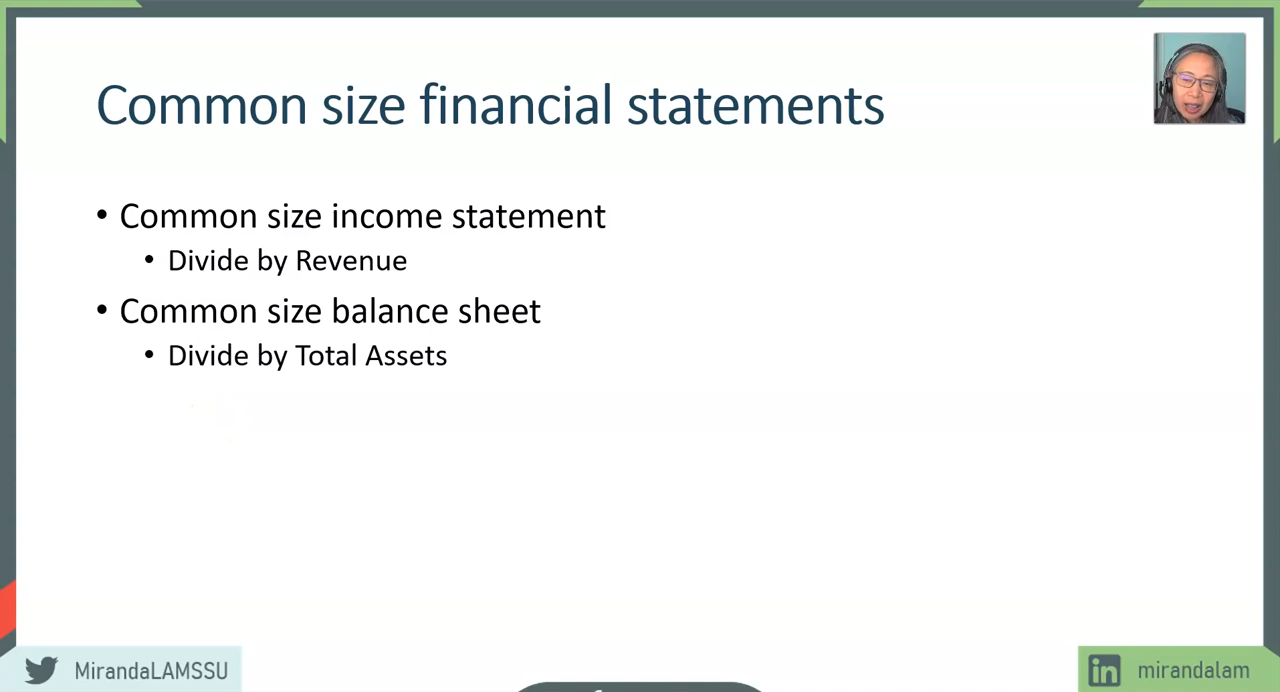 Common size financial statements
• Common size income statement
• Divide by Revenue
• Common size balance sheet
• Divide by Total Assets
MirandaLAMSSU
in mirandalam